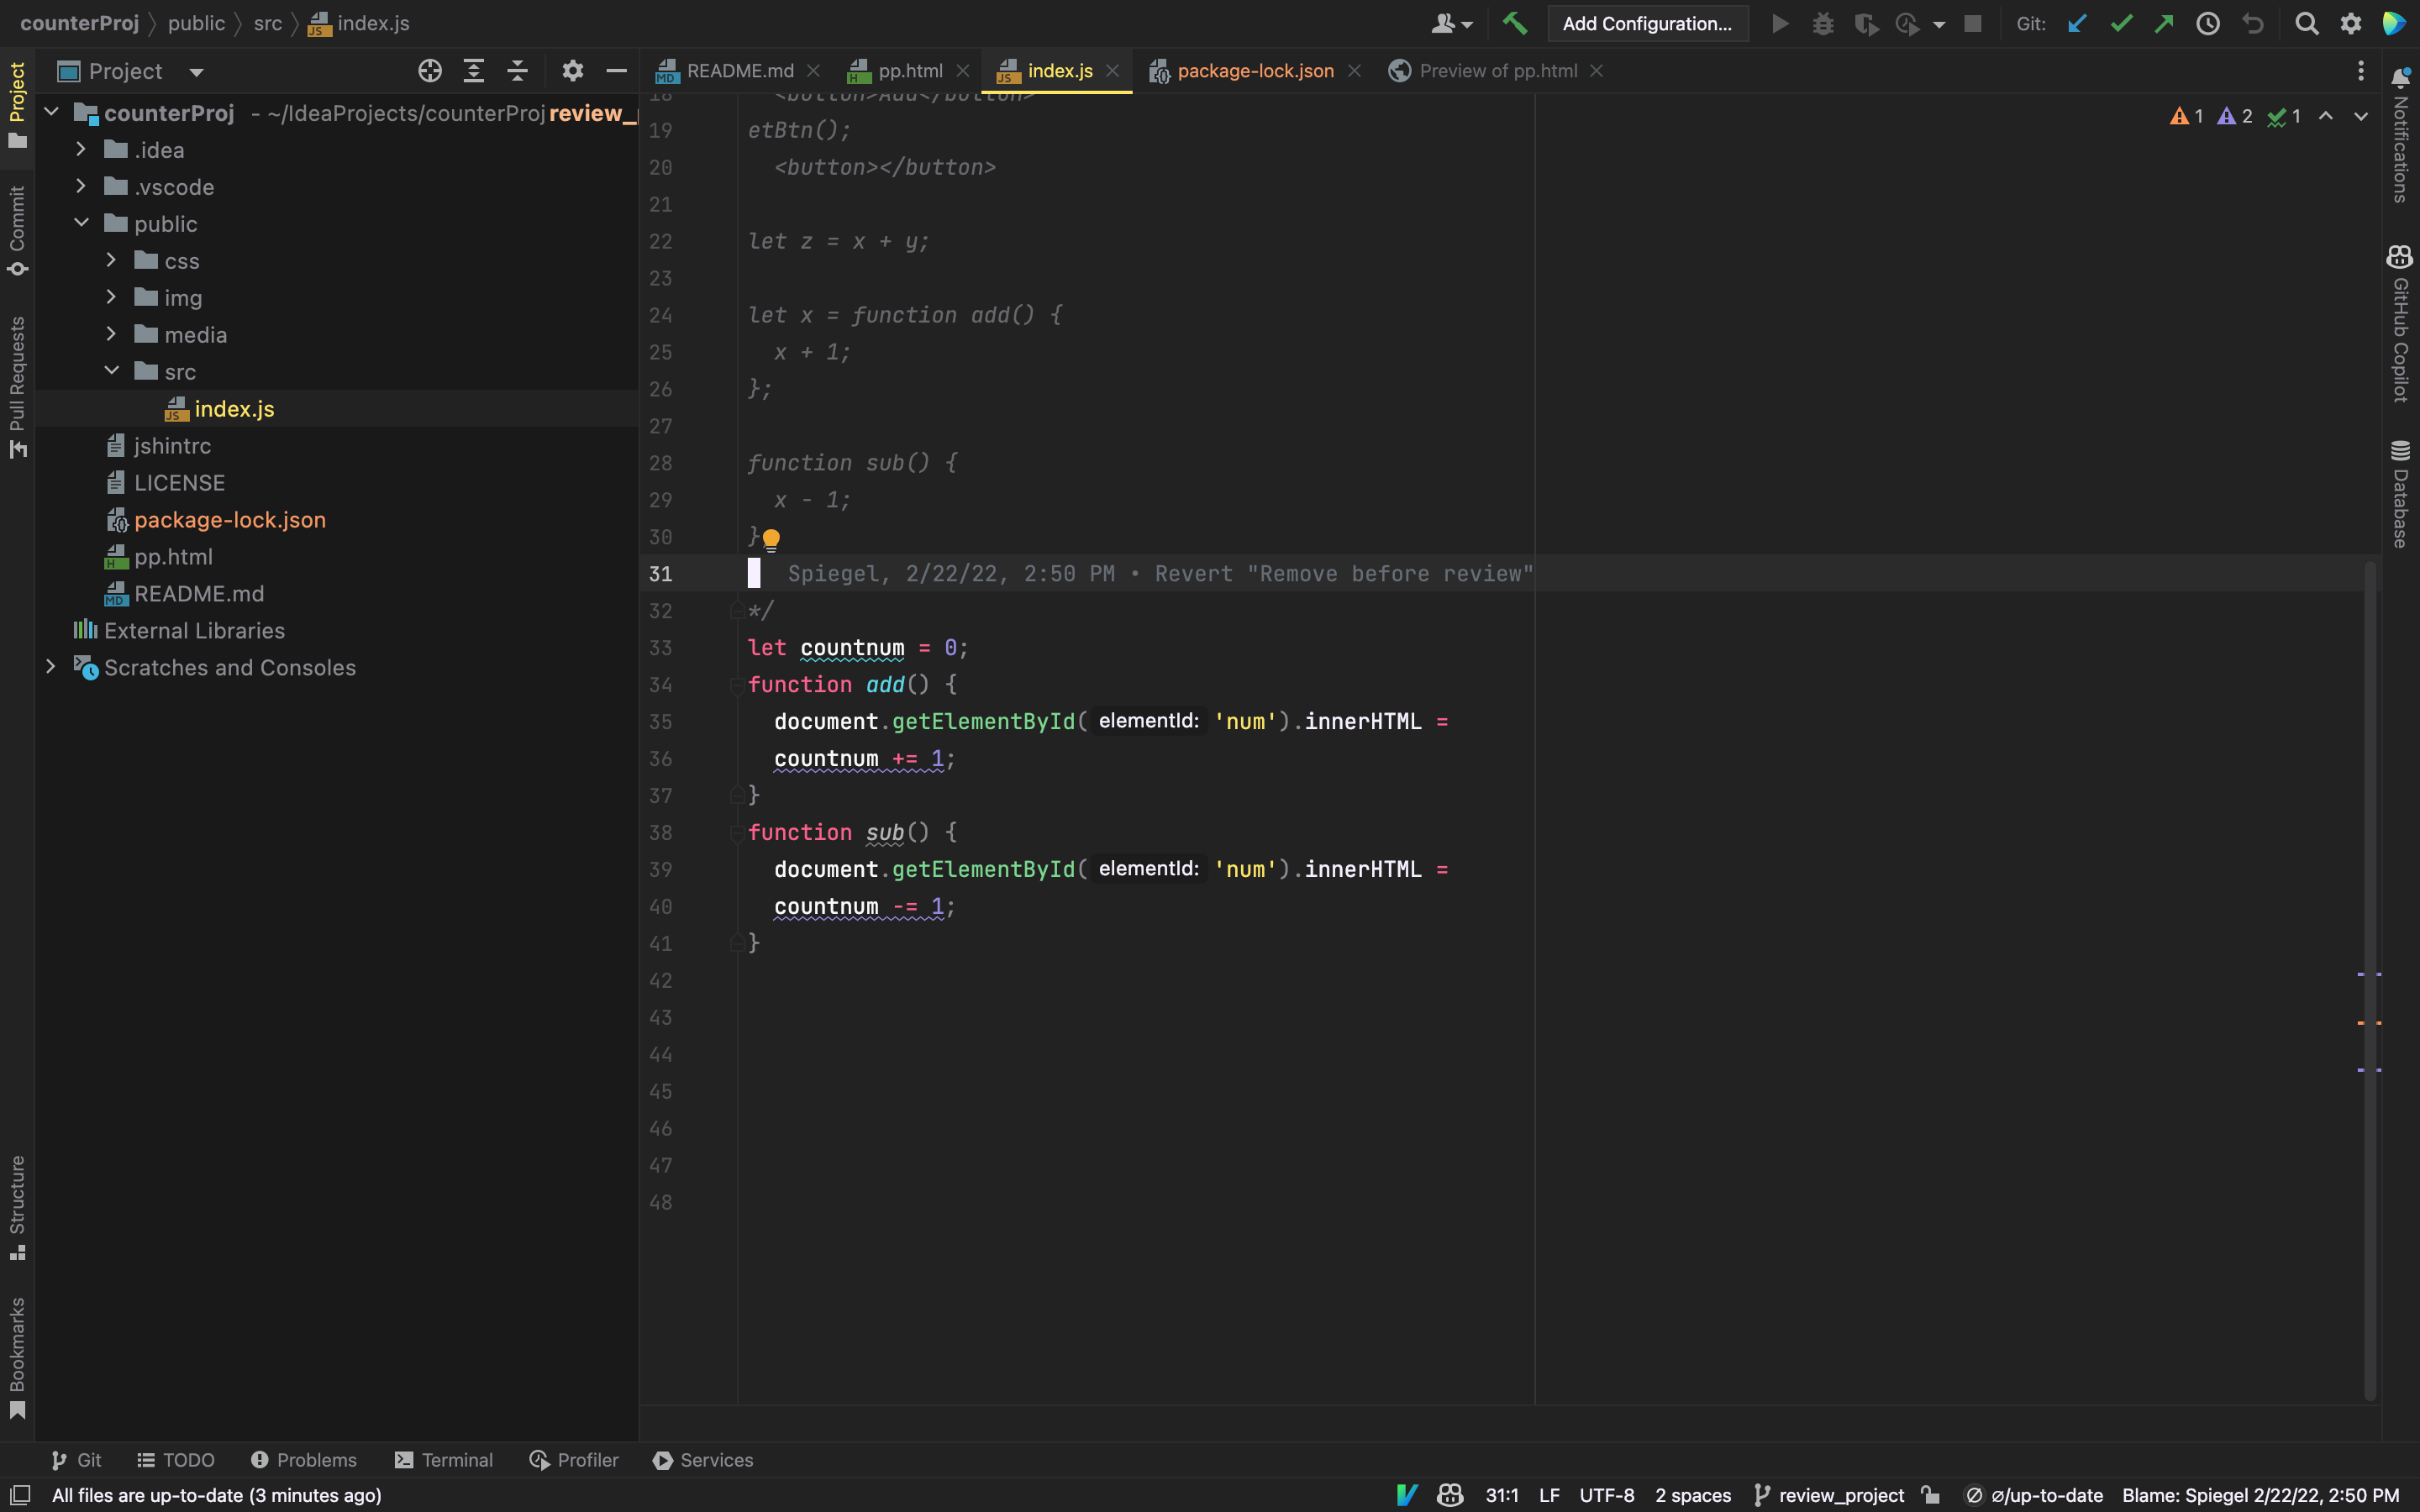 counterProj public src index.js
Add Configuration... Git:
Project
README.md pp.html index.js package-lock.json Preview of pp.html
Project
Commit
Pull Requests
Structure
Bookmarks
counterProj - ~/IdeaProjects/counterProj review_
.idea
.vscode
public
css
img
media
src
index.js
jshintrc
LICENSE
package-lock.json
pp.html
README.md
External Libraries
Scratches and Consoles
1 2 1
18 <button>Add</button>
19 etBtn();
20 <button></button>
21
22 let z = x + y;
23
24 let x = function add() {
25 x + 1;
26 };
27
28 function sub() {
29 x - 1;
30 }
31 Spiegel, 2/22/22, 2:50 PM • Revert "Remove before review"
32 */
33 let countnum = 0;
34 function add() {
35 document.getElementById( elementId: 'num').innerHTML =
36 countnum += 1;
37 }
38 function sub() {
39 document.getElementById( elementId: 'num').innerHTML =
40 countnum -= 1;
41 }
42
43
44
45
46
47
48
Notifications
GitHub Copilot
Database
Git TODO Problems Terminal Profiler Services
All files are up-to-date (3 minutes ago) 31:1 LF UTF-8 2 spaces review_project ∅/up-to-date Blame: Spiegel 2/22/22, 2:50 PM